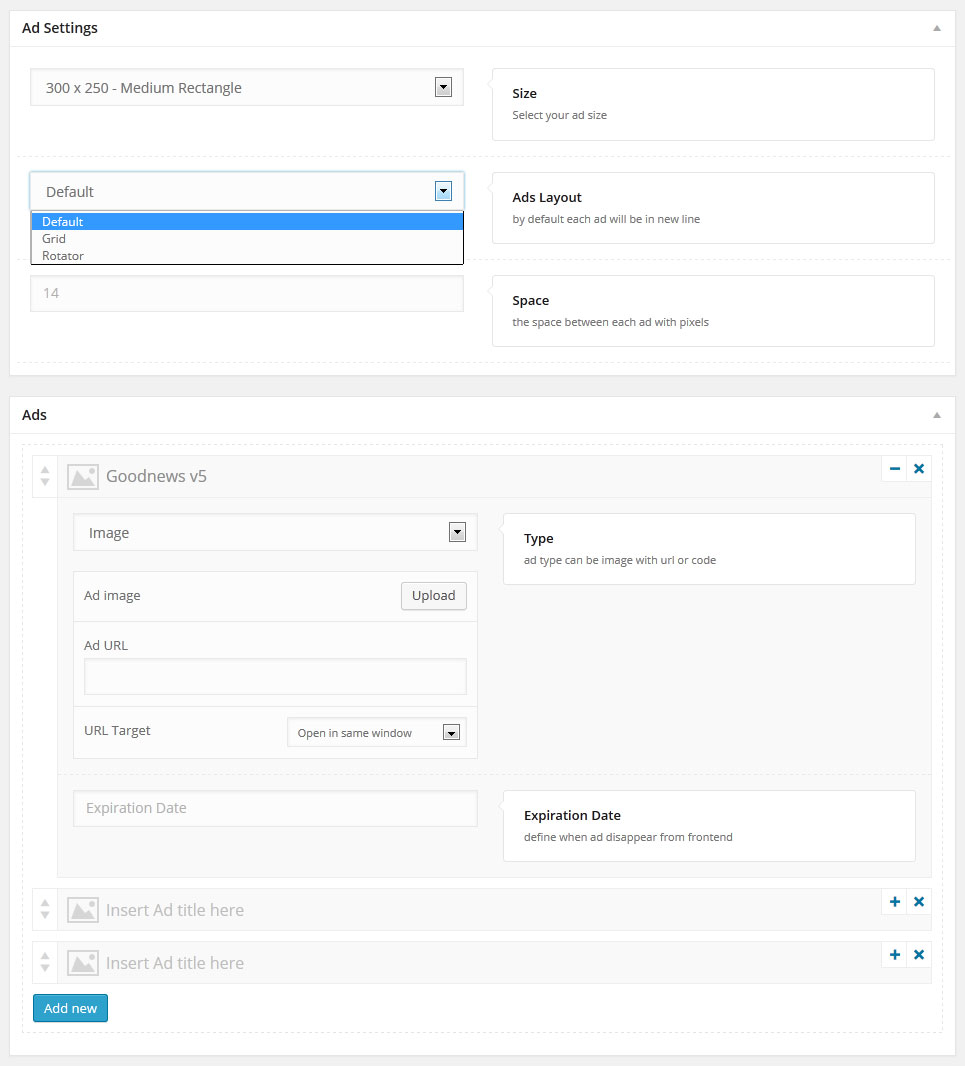 Ad Settings
300 x 250 - Medium Rectangle
Size
Select your ad size
Default
Default
Grid
Rotator
Ads Layout
by default each ad will be in new line
14
Space
the space between each ad with pixels
Ads
Goodnews v5
Image
Type
ad type can be image with url or code
Ad image
Upload
Ad URL
URL Target
Open in same window
Expiration Date
Expiration Date
define when ad disappear from frontend
Insert Ad title here
Insert Ad title here
Add new